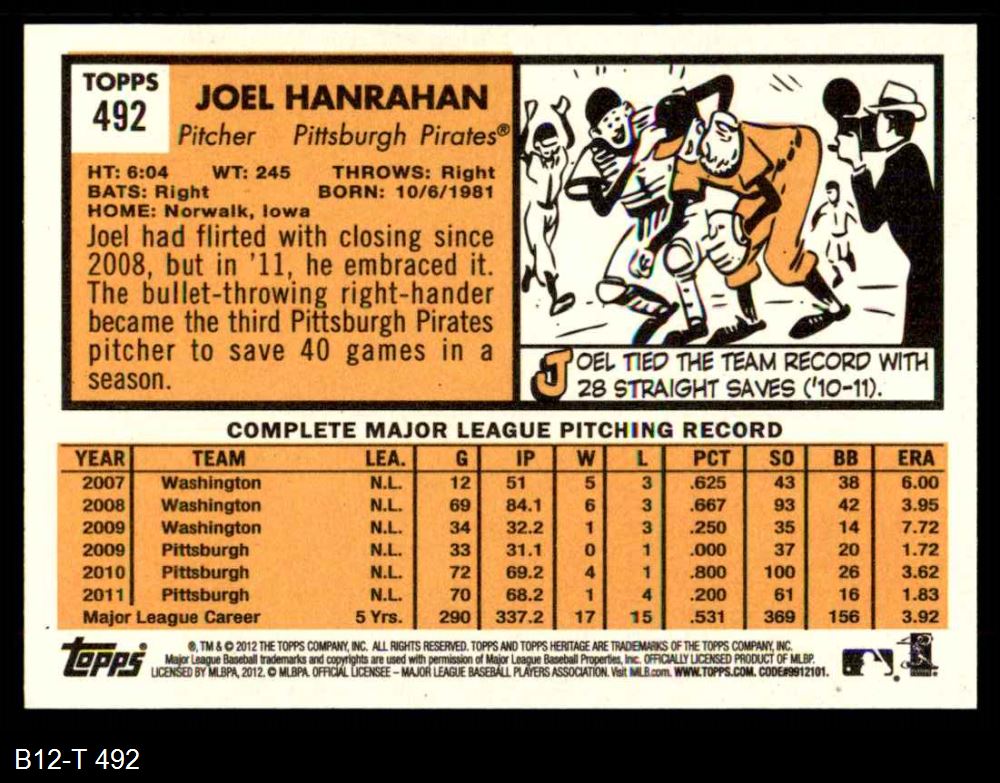 TOPPS
492
JOEL HANRAHAN
Pitcher Pittsburgh Pirates®
HT: 6:04 WT: 245 THROWS: Right
BATS: Right BORN: 10/6/1981
HOME: Norwalk, Iowa
Joel had flirted with closing since
2008, but in '11, he embraced it.
The bullet-throwing right-hander
became the third Pittsburgh Pirates
pitcher to save 40 games in a
season.
JOEL TIED THE TEAM RECORD WITH
28 STRAIGHT SAVES ('10-11).
COMPLETE MAJOR LEAGUE PITCHING RECORD
YEAR TEAM LEA. G IP W L PCT SO BB ERA
2007 Washington N.L. 12 51 5 3 .625 43 38 6.00
2008 Washington N.L. 69 84.1 6 3 .667 93 42 3.95
2009 Washington N.L. 34 32.2 1 3 .250 35 14 7.72
2009 Pittsburgh N.L. 33 31.1 0 1 .000 37 20 1.72
2010 Pittsburgh N.L. 72 69.2 4 1 .800 100 26 3.62
2011 Pittsburgh N.L. 70 68.2 1 4 .200 61 16 1.83
Major League Career 5 Yrs. 290 337.2 17 15 .531 369 156 3.92
Topps
®, TM & © 2012 THE TOPPS COMPANY, INC. ALL RIGHTS RESERVED. TOPPS AND TOPPS HERITAGE ARE TRADEMARKS OF THE TOPPS COMPANY, INC.
Major League Baseball trademarks and copyrights are used with permission of Major League Baseball Properties, Inc. OFFICIALLY LICENSED PRODUCT OF MLBP.
LICENSED BY MLBPA, 2012. © MLBPA. OFFICIAL LICENSEE – MAJOR LEAGUE BASEBALL PLAYERS ASSOCIATION. Visit MLB.com. WWW.TOPPS.COM. CODE#9912101.
B12-T 492